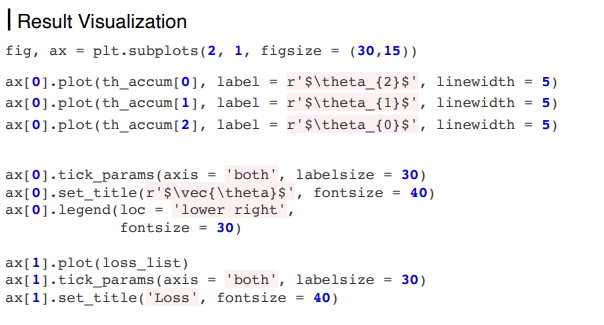 Result Visualization
fig, ax = plt.subplots(2, 1, figsize = (30,15))
ax[0].plot(th_accum[0], label = r'$\theta_{2}$', linewidth = 5)
ax[0].plot(th_accum[1], label = r'$\theta_{1}$', linewidth = 5)
ax[0].plot(th_accum[2], label = r'$\theta_{0}$', linewidth = 5)
ax[0].tick_params(axis = 'both', labelsize = 30)
ax[0].set_title(r'$\vec{\theta}$', fontsize = 40)
ax[0].legend(loc = 'lower right',
fontsize = 30)
ax[1].plot(loss_list)
ax[1].tick_params(axis = 'both', labelsize = 30)
ax[1].set_title('Loss', fontsize = 40)